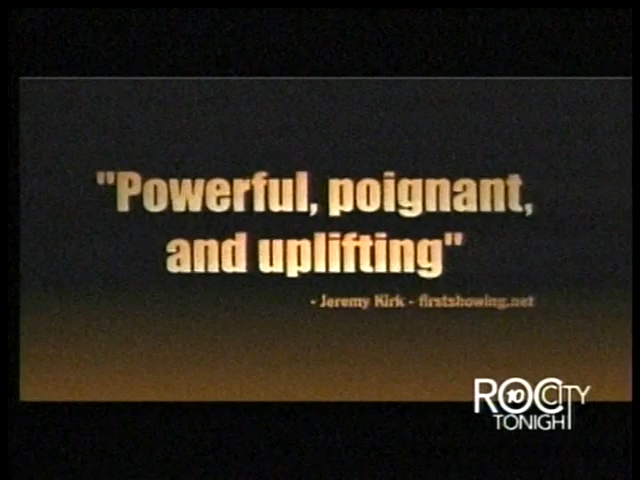 "Powerful, poignant,
and uplifting"
- Jeremy Kirk - firstshowing.net
ROC CITY
10
TONIGHT